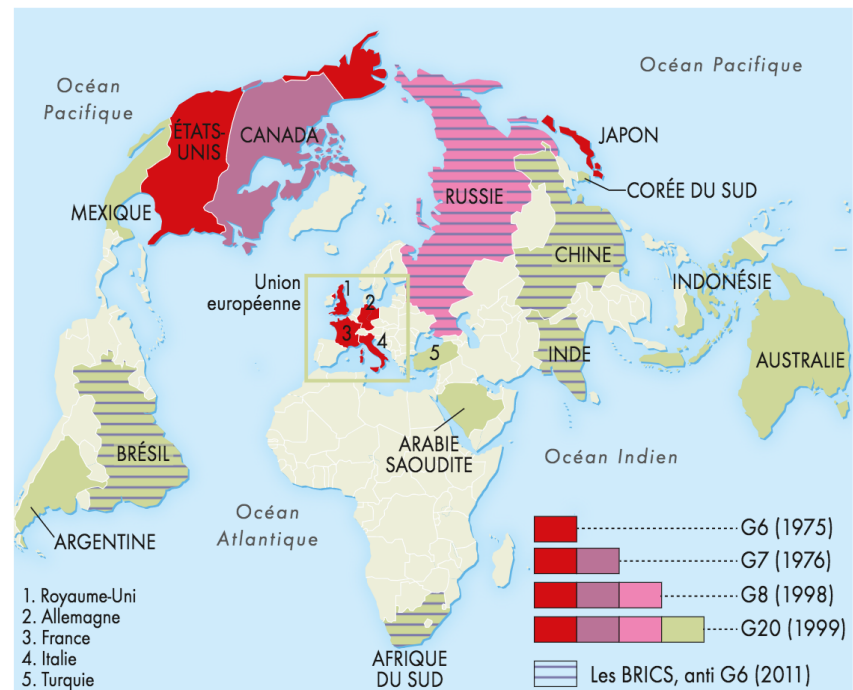 Océan
Pacifique
Océan Pacifique
ÉTATS-
UNIS
CANADA
JAPON
RUSSIE
CORÉE DU SUD
MEXIQUE
CHINE
Union
européenne
1
2
3
4
5
INDONÉSIE
INDE
AUSTRALIE
BRÉSIL
ARABIE
SAOUDITE
Océan Indien
Océan
Atlantique
ARGENTINE
G6 (1975)
G7 (1976)
G8 (1998)
G20 (1999)
Les BRICS, anti G6 (2011)
1. Royaume-Uni
2. Allemagne
3. France
4. Italie
5. Turquie
AFRIQUE
DU SUD